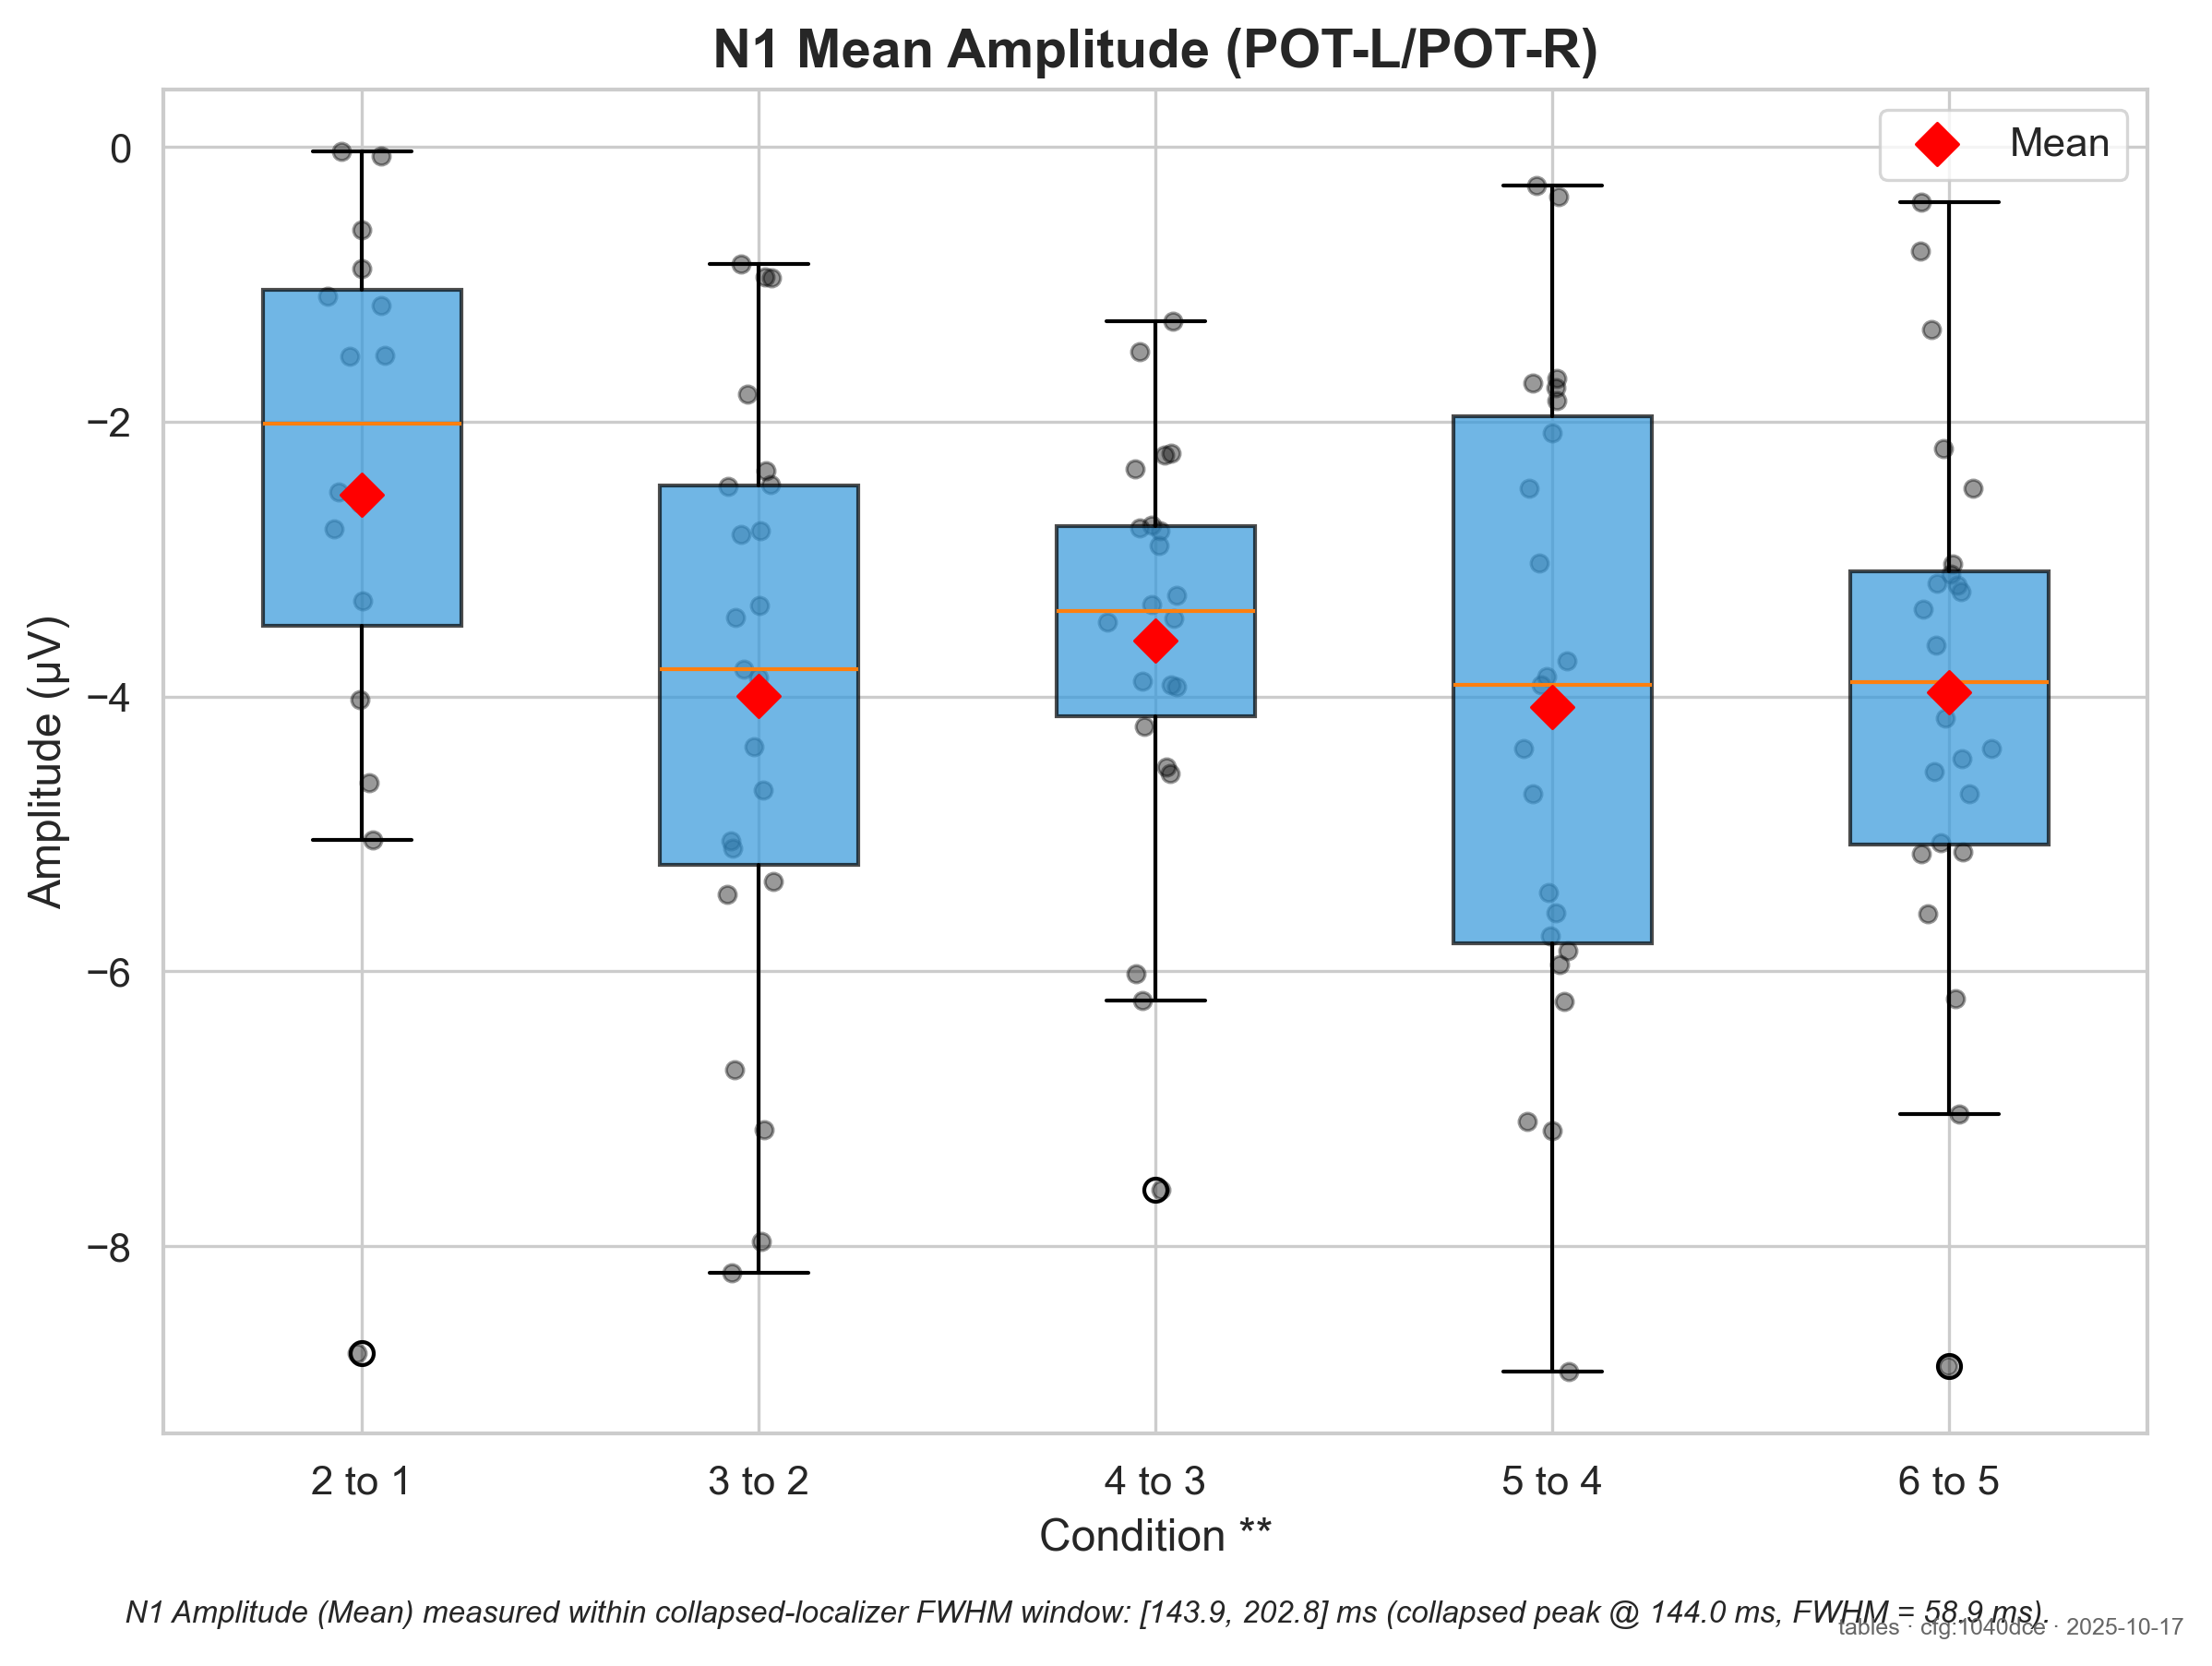 N1 Mean Amplitude (POT-L/POT-R)
Mean
0
−2
−4
−6
−8
Amplitude (µV)
2 to 1 3 to 2 4 to 3 5 to 4 6 to 5
Condition **
N1 Amplitude (Mean) measured within collapsed-localizer FWHM window: [143.9, 202.8] ms (collapsed peak @ 144.0 ms, FWHM = 58.9 ms).
tables · cfg:1040dce · 2025-10-17